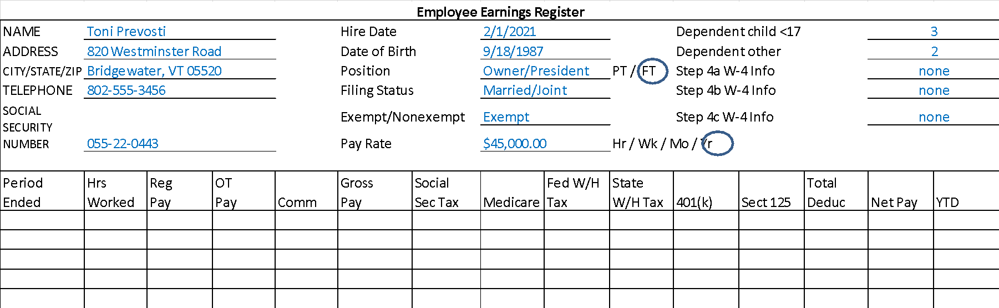 Employee Earnings Register
NAME Toni Prevosti Hire Date 2/1/2021 Dependent child <17 3
ADDRESS 820 Westminster Road Date of Birth 9/18/1987 Dependent other 2
CITY/STATE/ZIP Bridgewater, VT 05520 Position Owner/President PT / FT Step 4a W-4 Info none
TELEPHONE 802-555-3456 Filing Status Married/Joint Step 4b W-4 Info none
SOCIAL
SECURITY Exempt/Nonexempt Exempt Step 4c W-4 Info none
NUMBER 055-22-0443 Pay Rate $45,000.00 Hr / Wk / Mo / Yr
Period Hrs Reg OT Gross Social Fed W/H State Total
Ended Worked Pay Pay Comm Pay Sec Tax Medicare Tax W/H Tax 401(k) Sect 125 Deduc Net Pay YTD